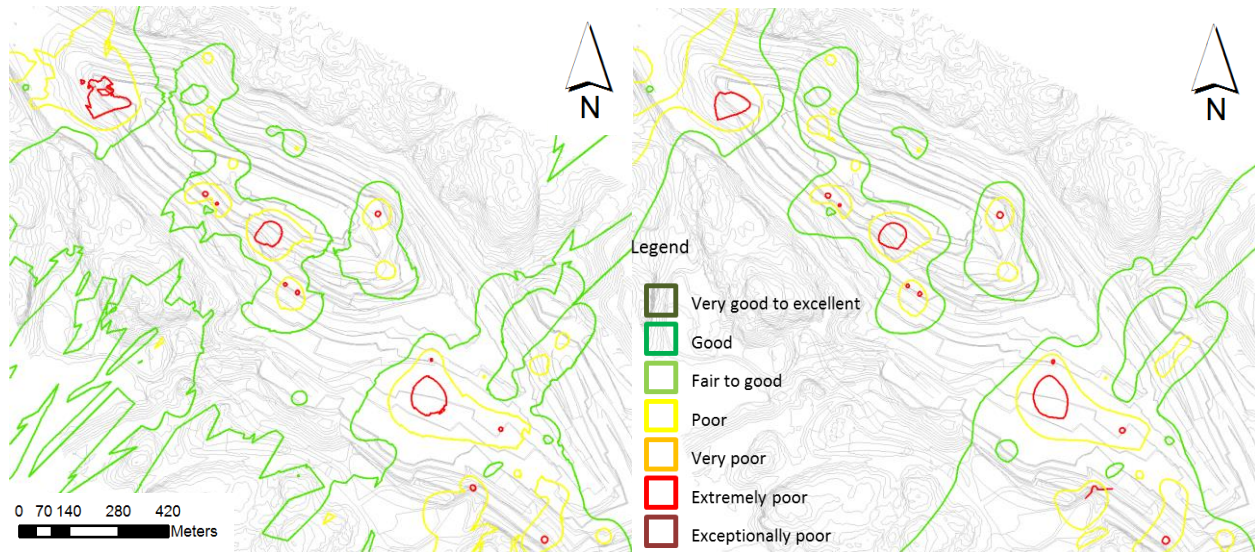 N
N
Legend
Very good to excellent
Good
Fair to good
Poor
Very poor
Extremely poor
Exceptionally poor
0 70 140 280 420
Meters